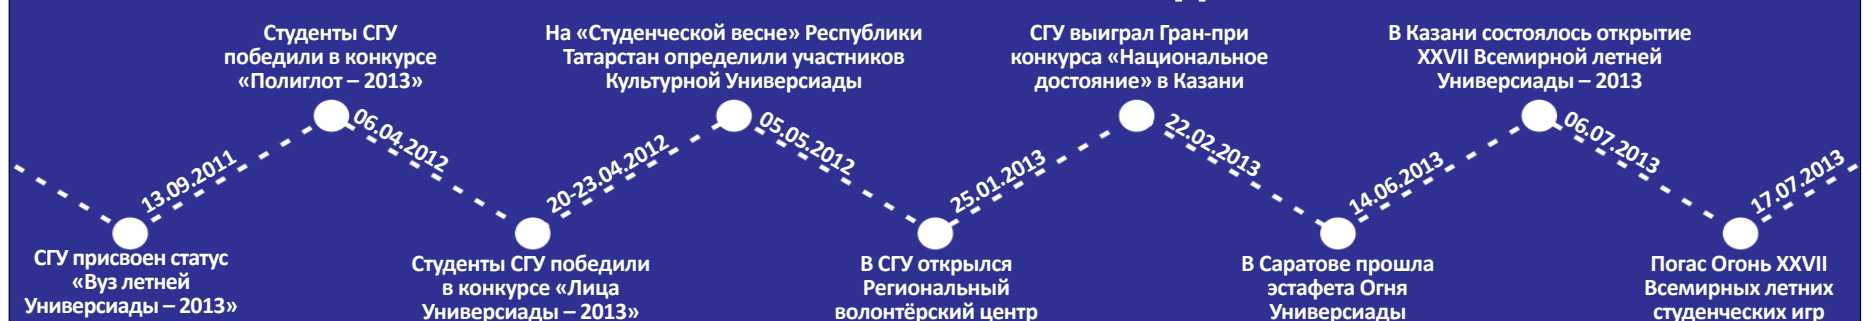 Студенты СГУ
победили в конкурсе
«Полиглот – 2013»
На «Студенческой весне» Республики
Татарстан определили участников
Культурной Универсиады
СГУ выиграл Гран-при
конкурса «Национальное
достояние» в Казани
В Казани состоялось открытие
XXVII Всемирной летней
Универсиады – 2013
13.09.2011
06.04.2012
20-23.04.2012
05.05.2012
25.01.2013
22.02.2013
14.06.2013
06.07.2013
17.07.2013
СГУ присвоен статус
«Вуз летней
Универсиады – 2013»
Студенты СГУ победили
в конкурсе «Лица
Универсиады – 2013»
В СГУ открылся
Региональный
волонтёрский центр
В Саратове прошла
эстафета Огня
Универсиады
Погас Огонь XXVII
Всемирных летних
студенческих игр